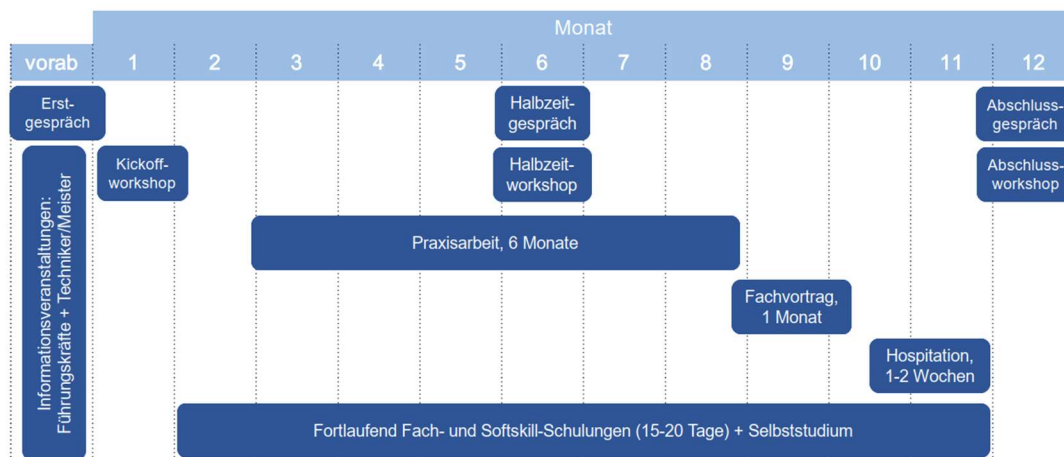 Monat
vorab 1 2 3 4 5 6 7 8 9 10 11 12
Erst-
gespräch
Halbzeit-
gespräch
Abschluss-
gespräch
Informationsveranstaltungen:
Führungskräfte + Techniker/Meister
Kickoff-
workshop
Halbzeit-
workshop
Abschluss-
workshop
Praxisarbeit, 6 Monate
Fachvortrag,
1 Monat
Hospitation,
1-2 Wochen
Fortlaufend Fach- und Softskill-Schulungen (15-20 Tage) + Selbststudium